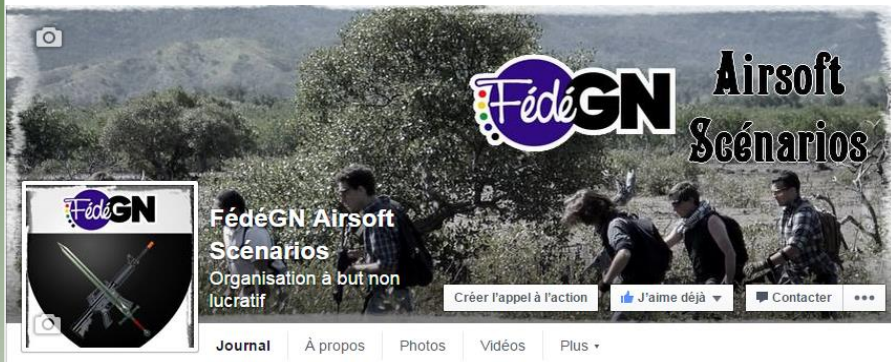 FédéGN
Airsoft
Scénarios
FédéGN
FédéGN Airsoft
Scénarios
Organisation à but non
lucratif
Créer l'appel à l'action
J'aime déjà
Contacter
Journal
À propos
Photos
Vidéos
Plus